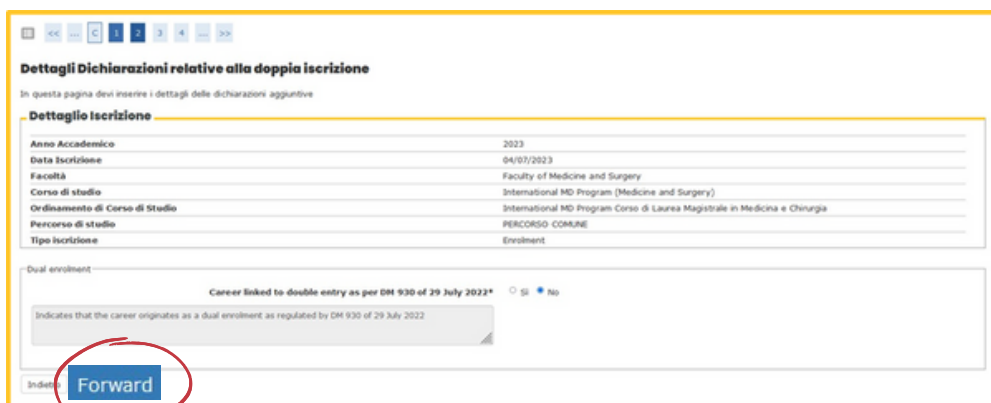 << ... C 1 2 3 4 ... >>
Dettagli Dichiarazioni relative alla doppia iscrizione
In questa pagina devi inserire i dettagli delle dichiarazioni aggiuntive
Dettaglio Iscrizione
Anno Accademico 2023
Data Iscrizione 04/07/2023
Facoltà Faculty of Medicine and Surgery
Corso di studio International MD Program (Medicine and Surgery)
Ordinamento di Corso di Studio International MD Program Corso di Laurea Magistrale in Medicina e Chirurgia
Percorso di studio PERCORSO COMUNE
Tipo iscrizione Enrolment
Dual enrolment
Career linked to double entry as per DM 930 of 29 July 2022* Sì No
Indicates that the career originates as a dual enrolment as regulated by DM 930 of 29 July 2022
Indietro Forward